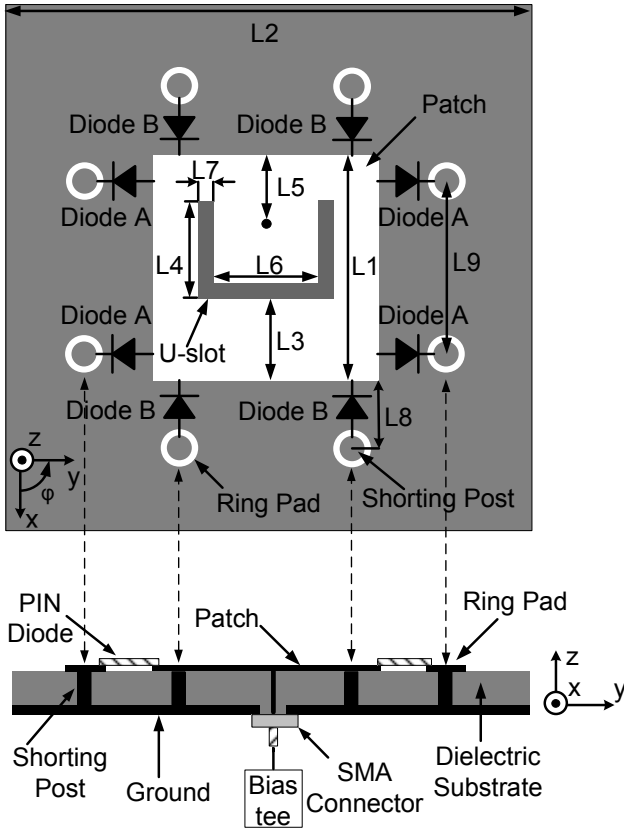 L2
Patch
Diode B
Diode B
L7
L5
Diode A
Diode A
L4
L6
L1
L9
Diode A
Diode A
U-slot
L3
Diode B
Diode B
L8
z
y
φ
x
Ring Pad
Shorting Post
PIN
Diode
Patch
Ring Pad
z
x
y
Shorting
Post
Ground
SMA
Connector
Dielectric
Substrate
Bias
tee